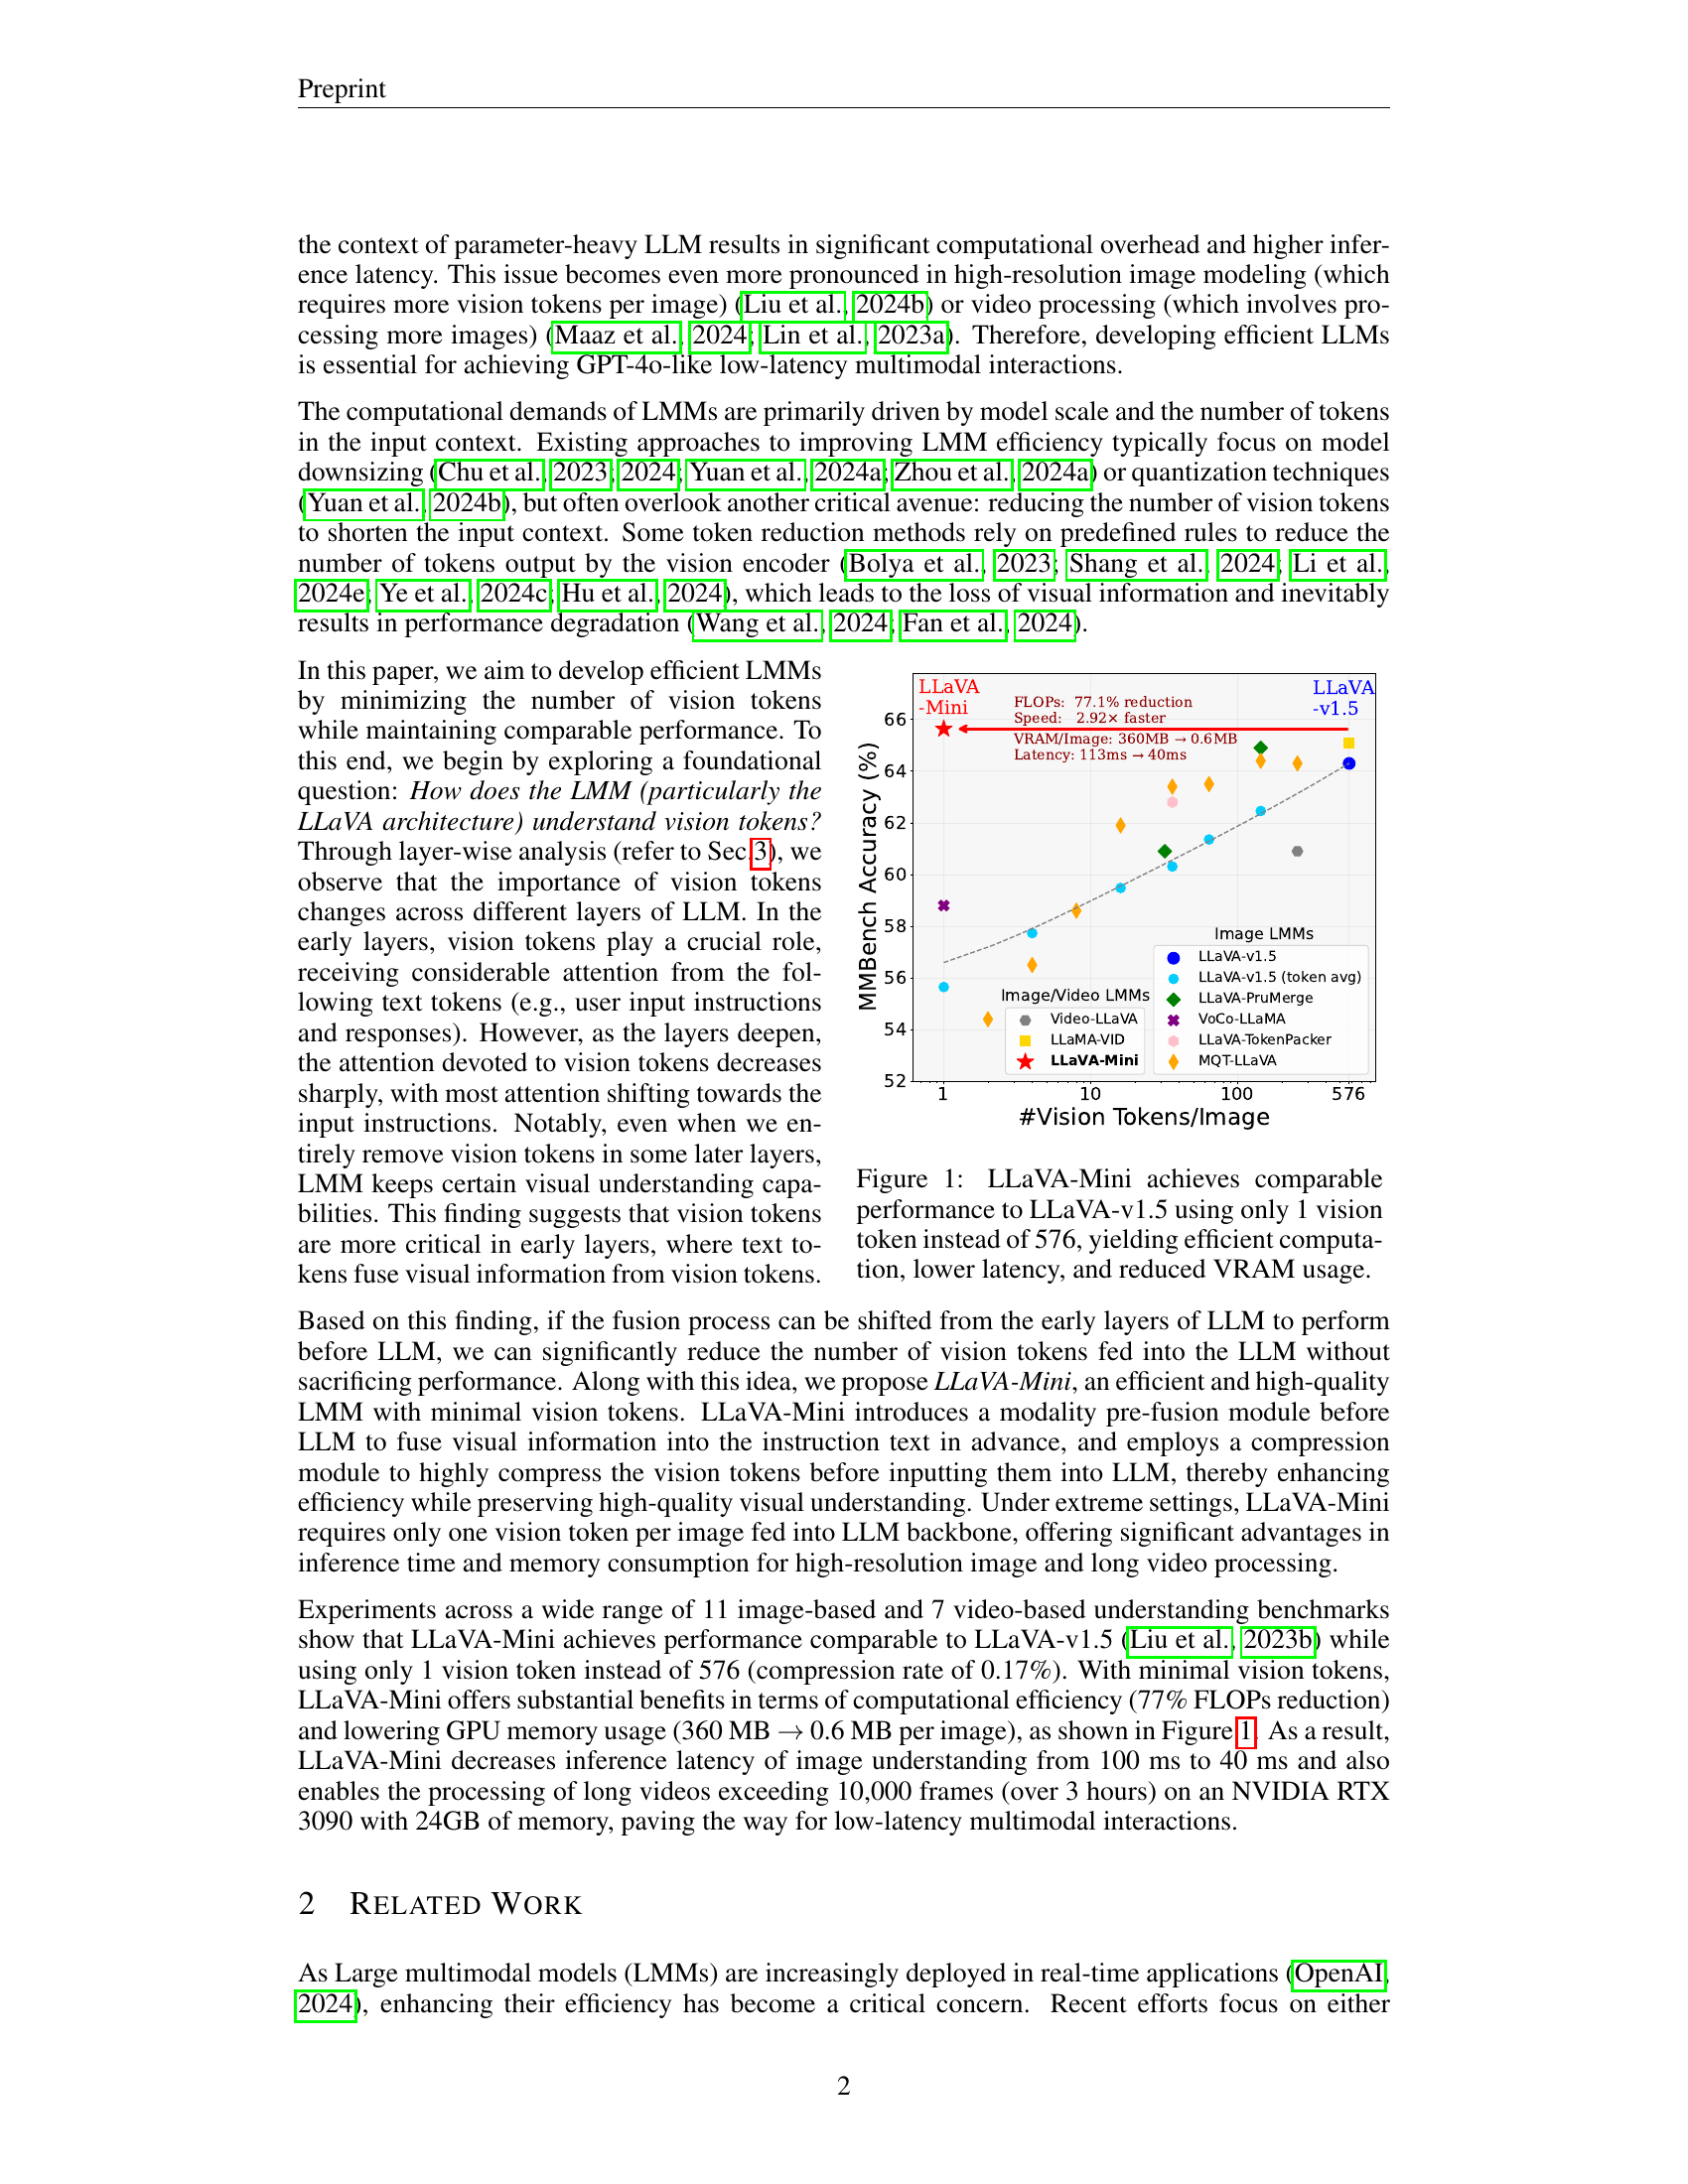 Preprint
the context of parameter-heavy LLM results in significant computational overhead and higher infer-
ence latency. This issue becomes even more pronounced in high-resolution image modeling (which
requires more vision tokens per image) (Liu et al., 2024b) or video processing (which involves pro-
cessing more images) (Maaz et al., 2024; Lin et al., 2023a). Therefore, developing efficient LLMs
is essential for achieving GPT-4o-like low-latency multimodal interactions.
The computational demands of LMMs are primarily driven by model scale and the number of tokens
in the input context. Existing approaches to improving LMM efficiency typically focus on model
downsizing (Chu et al., 2023; 2024; Yuan et al., 2024a; Zhou et al., 2024a) or quantization techniques
(Yuan et al., 2024b), but often overlook another critical avenue: reducing the number of vision tokens
to shorten the input context. Some token reduction methods rely on predefined rules to reduce the
number of tokens output by the vision encoder (Bolya et al., 2023; Shang et al., 2024; Li et al.,
2024e; Ye et al., 2024c; Hu et al., 2024), which leads to the loss of visual information and inevitably
results in performance degradation (Wang et al., 2024; Fan et al., 2024).
In this paper, we aim to develop efficient LMMs
by minimizing the number of vision tokens
while maintaining comparable performance. To
this end, we begin by exploring a foundational
question: How does the LMM (particularly the
LLaVA architecture) understand vision tokens?
Through layer-wise analysis (refer to Sec.3), we
observe that the importance of vision tokens
changes across different layers of LLM. In the
early layers, vision tokens play a crucial role,
receiving considerable attention from the fol-
lowing text tokens (e.g., user input instructions
and responses). However, as the layers deepen,
the attention devoted to vision tokens decreases
sharply, with most attention shifting towards the
input instructions. Notably, even when we en-
tirely remove vision tokens in some later layers,
LMM keeps certain visual understanding capa-
bilities. This finding suggests that vision tokens
are more critical in early layers, where text to-
kens fuse visual information from vision tokens.
LLaVA
-Mini
LLaVA
-v1.5
FLOPs: 77.1% reduction
Speed: 2.92× faster
VRAM/Image: 360MB → 0.6MB
Latency: 113ms → 40ms
MMBench Accuracy (%)
66
64
62
60
58
56
54
52
Image LMMs
LLaVA-v1.5
LLaVA-v1.5 (token avg)
LLaVA-PruMerge
VoCo-LLaMA
LLaVA-TokenPacker
MQT-LLaVA
Image/Video LMMs
Video-LLaVA
LLaMA-VID
LLaVA-Mini
1 10 100 576
#Vision Tokens/Image
Figure 1: LLaVA-Mini achieves comparable
performance to LLaVA-v1.5 using only 1 vision
token instead of 576, yielding efficient computa-
tion, lower latency, and reduced VRAM usage.
Based on this finding, if the fusion process can be shifted from the early layers of LLM to perform
before LLM, we can significantly reduce the number of vision tokens fed into the LLM without
sacrificing performance. Along with this idea, we propose LLaVA-Mini, an efficient and high-quality
LMM with minimal vision tokens. LLaVA-Mini introduces a modality pre-fusion module before
LLM to fuse visual information into the instruction text in advance, and employs a compression
module to highly compress the vision tokens before inputting them into LLM, thereby enhancing
efficiency while preserving high-quality visual understanding. Under extreme settings, LLaVA-Mini
requires only one vision token per image fed into LLM backbone, offering significant advantages in
inference time and memory consumption for high-resolution image and long video processing.
Experiments across a wide range of 11 image-based and 7 video-based understanding benchmarks
show that LLaVA-Mini achieves performance comparable to LLaVA-v1.5 (Liu et al., 2023b) while
using only 1 vision token instead of 576 (compression rate of 0.17%). With minimal vision tokens,
LLaVA-Mini offers substantial benefits in terms of computational efficiency (77% FLOPs reduction)
and lowering GPU memory usage (360 MB → 0.6 MB per image), as shown in Figure 1. As a result,
LLaVA-Mini decreases inference latency of image understanding from 100 ms to 40 ms and also
enables the processing of long videos exceeding 10,000 frames (over 3 hours) on an NVIDIA RTX
3090 with 24GB of memory, paving the way for low-latency multimodal interactions.
2 RELATED WORK
As Large multimodal models (LMMs) are increasingly deployed in real-time applications (OpenAI,
2024), enhancing their efficiency has become a critical concern. Recent efforts focus on either
2